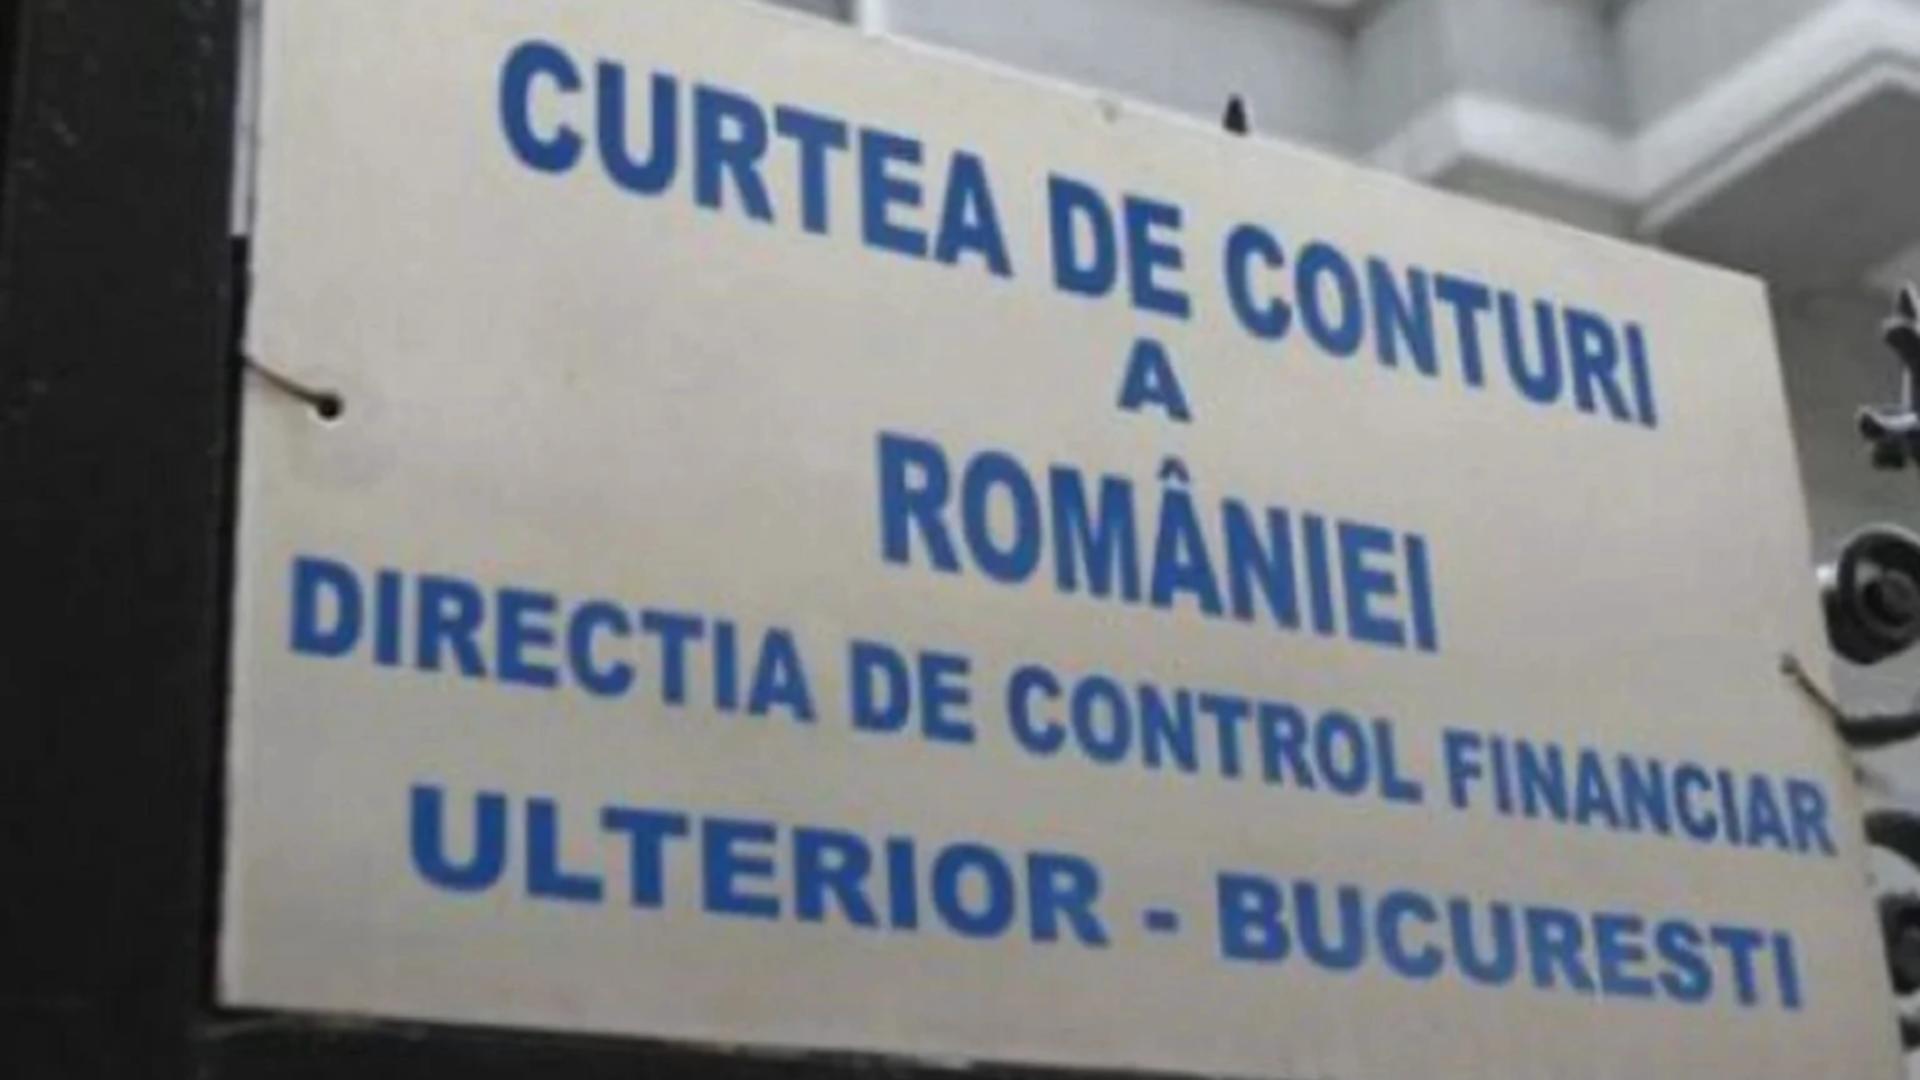 CURTEA DE CONTURI
A
ROMÂNIEI
DIRECTIA DE CONTROL FINANCIAR
ULTERIOR - BUCURESTI